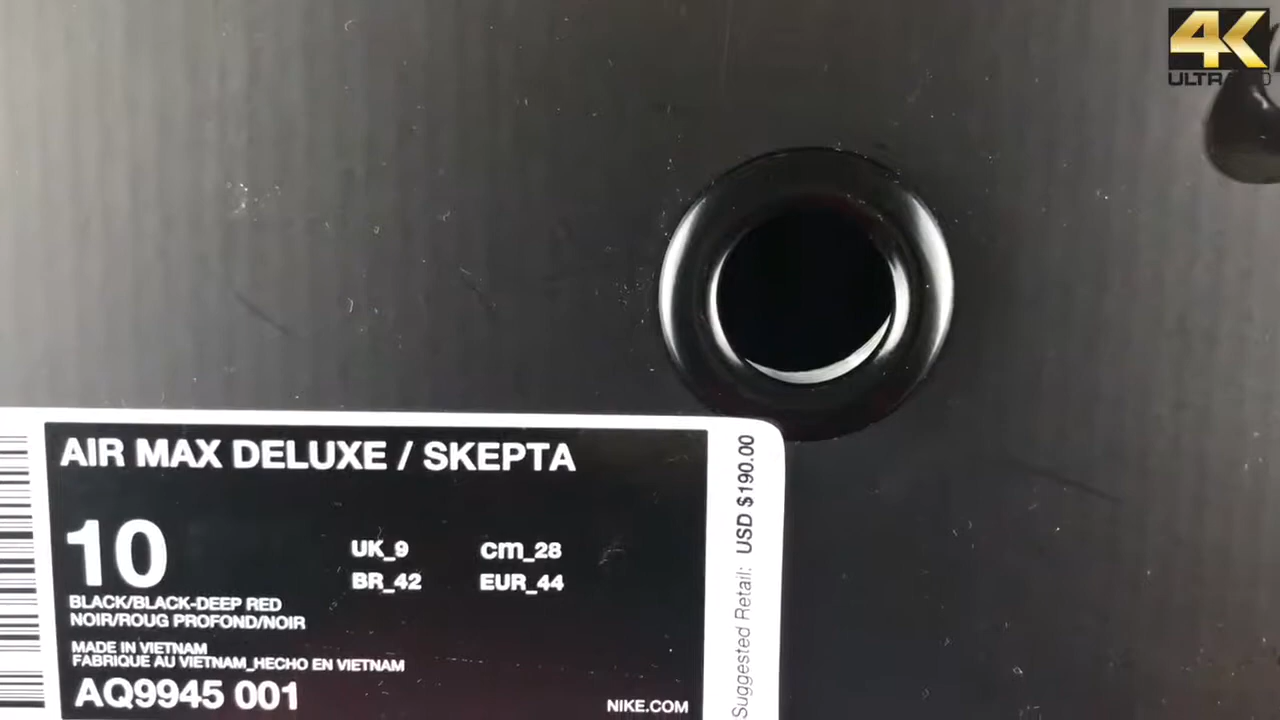 4K
ULTRA HD
AIR MAX DELUXE / SKEPTA
10
UK_9 cm_28
BR_42 EUR_44
BLACK/BLACK-DEEP RED
NOIR/ROUG PROFOND/NOIR
MADE IN VIETNAM
FABRIQUE AU VIETNAM_HECHO EN VIETNAM
AQ9945 001
NIKE.COM
Suggested Retail: USD $190.00